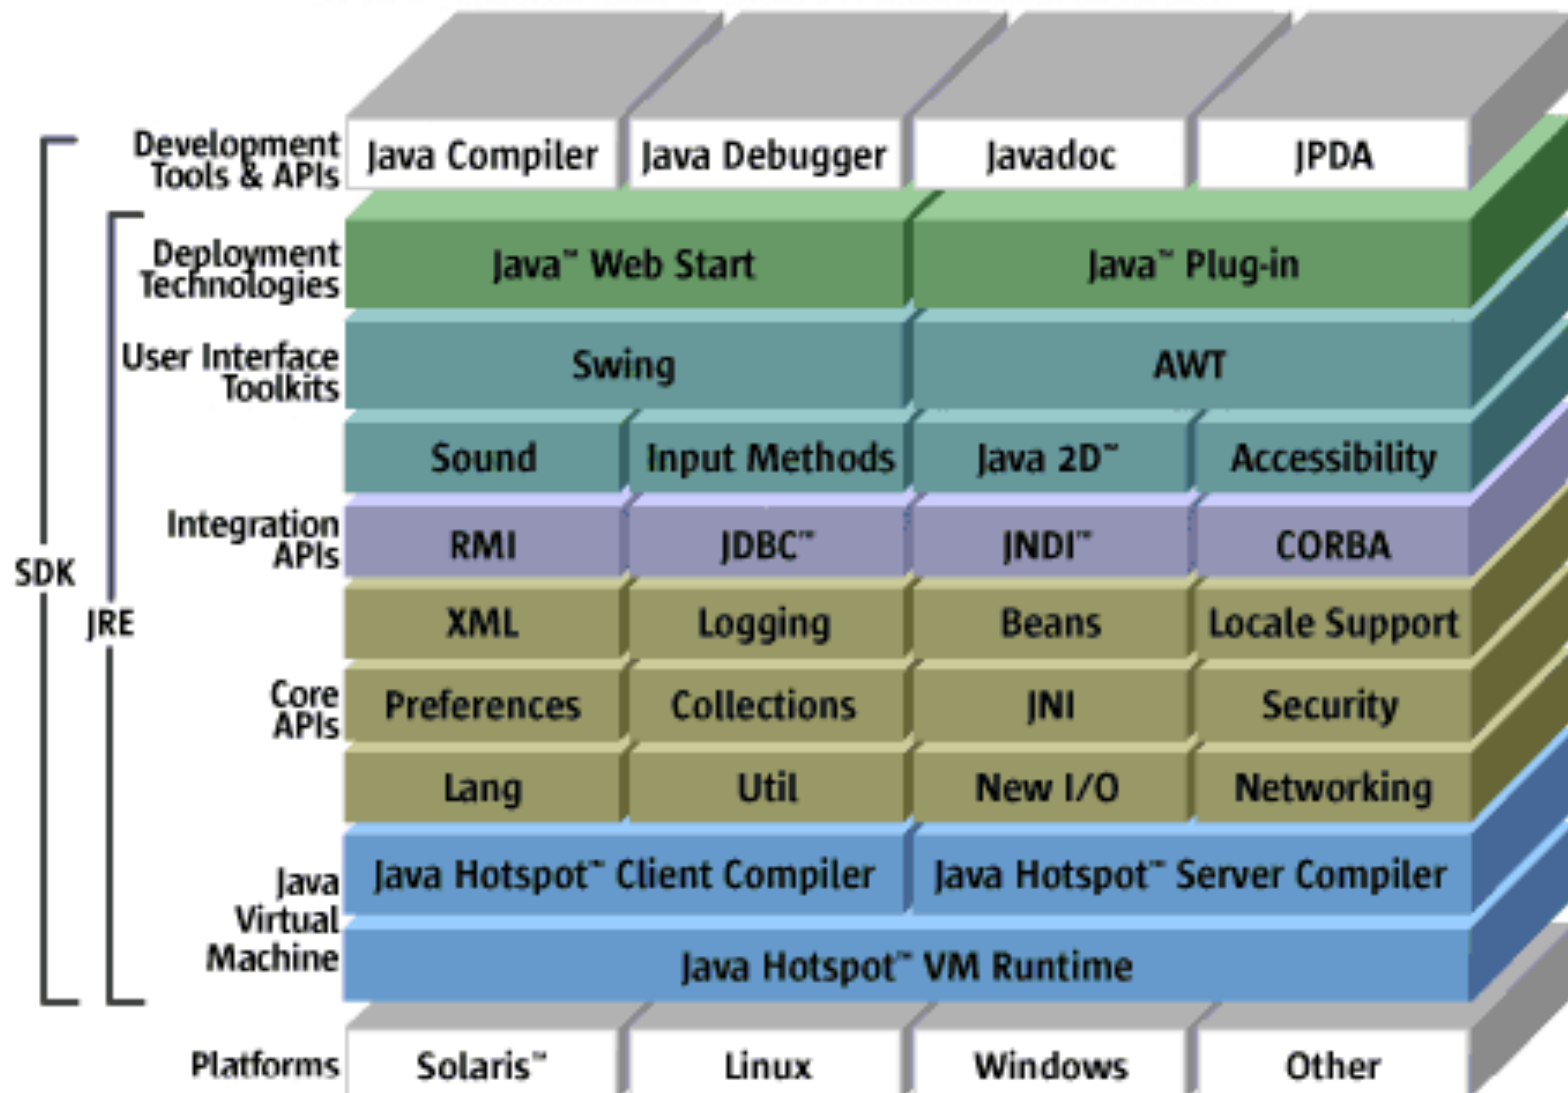 Development
Tools & APIs
Java Compiler
Java Debugger
Javadoc
JPDA
Deployment
Technologies
Java™ Web Start
Java™ Plug-in
User Interface
Toolkits
Swing
AWT
Sound
Input Methods
Java 2D™
Accessibility
Integration
APIs
RMI
JDBC™
JNDI™
CORBA
SDK
JRE
XML
Logging
Beans
Locale Support
Core
APIs
Preferences
Collections
JNI
Security
Lang
Util
New I/O
Networking
Java
Virtual
Machine
Java Hotspot™ Client Compiler
Java Hotspot™ Server Compiler
Java Hotspot™ VM Runtime
Platforms
Solaris™
Linux
Windows
Other